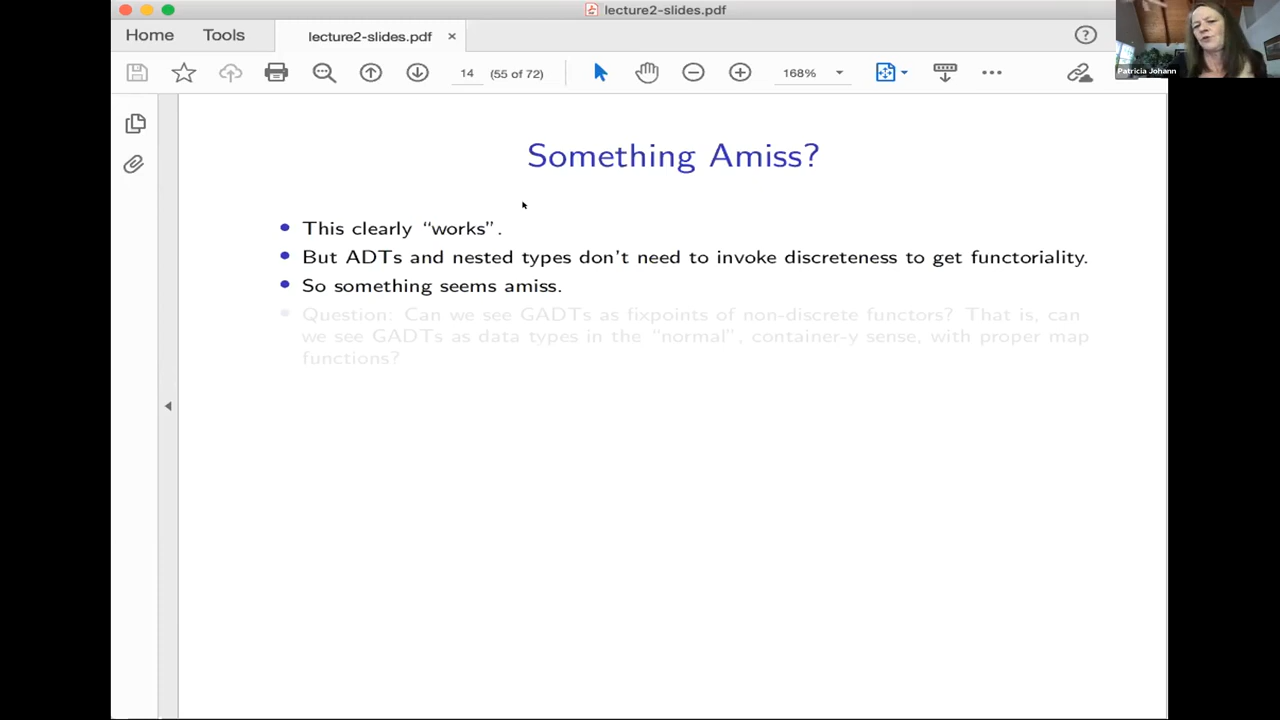 lecture2-slides.pdf
Home
Tools
lecture2-slides.pdf
14 (55 of 72)
168%
Patricia Johann
Something Amiss?
• This clearly “works”.
• But ADTs and nested types don’t need to invoke discreteness to get functoriality.
• So something seems amiss.
• Question: Can we see GADTs as fixpoints of non-discrete functors? That is, can
we see GADTs as data types in the “normal”, container-y sense, with proper map
functions?